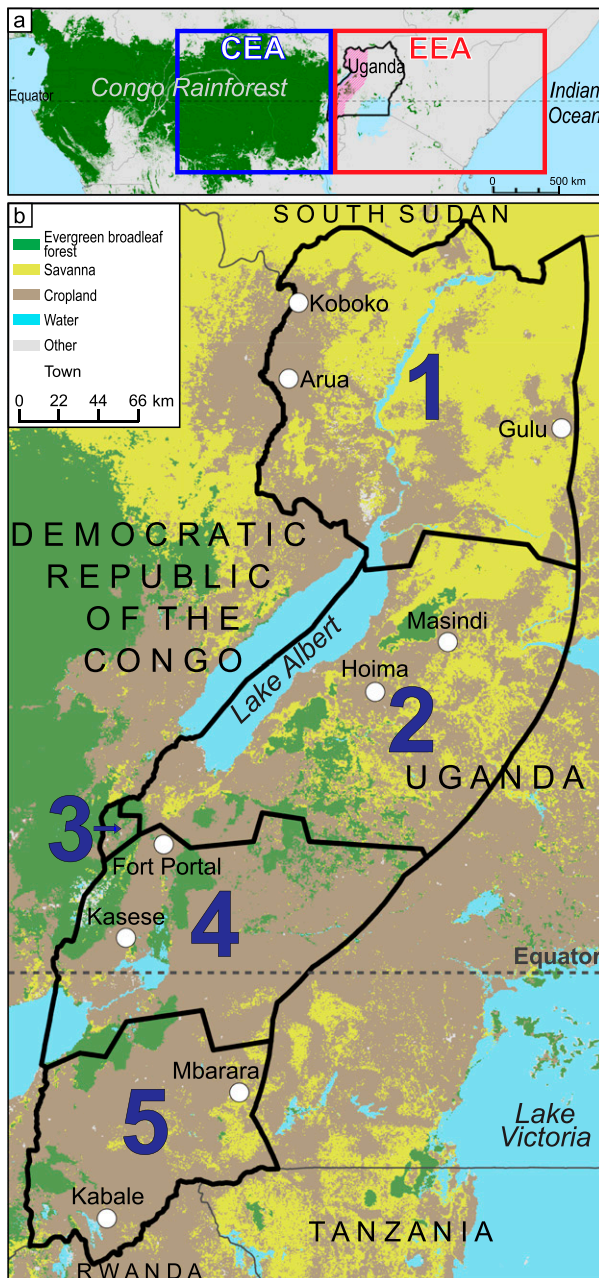 a
CEA
EEA
Uganda
Congo Rainforest
Equator
Indian
Ocean
0 500 km
b
SOUTH SUDAN
Evergreen broadleaf
forest
Savanna
Cropland
Water
Other
Town
0 22 44 66 km
Koboko
Arua
1
Gulu
DEMOCRATIC
REPUBLIC
OF THE
CONGO
Lake Albert
Masindi
Hoima
2
UGANDA
3
Fort Portal
4
Kasese
Equator
Mbarara
5
Lake
Victoria
Kabale
TANZANIA
RWANDA